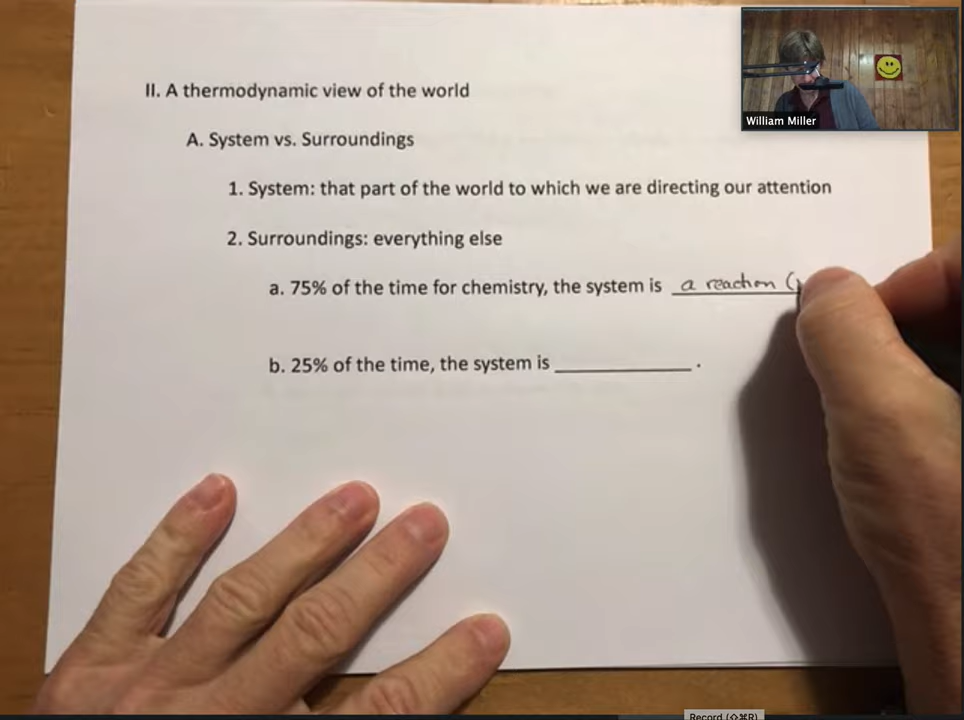 William Miller
II. A thermodynamic view of the world
A. System vs. Surroundings
1. System: that part of the world to which we are directing our attention
2. Surroundings: everything else
a. 75% of the time for chemistry, the system is a reaction (
b. 25% of the time, the system is ____________ .
Record (⇧⌘R)